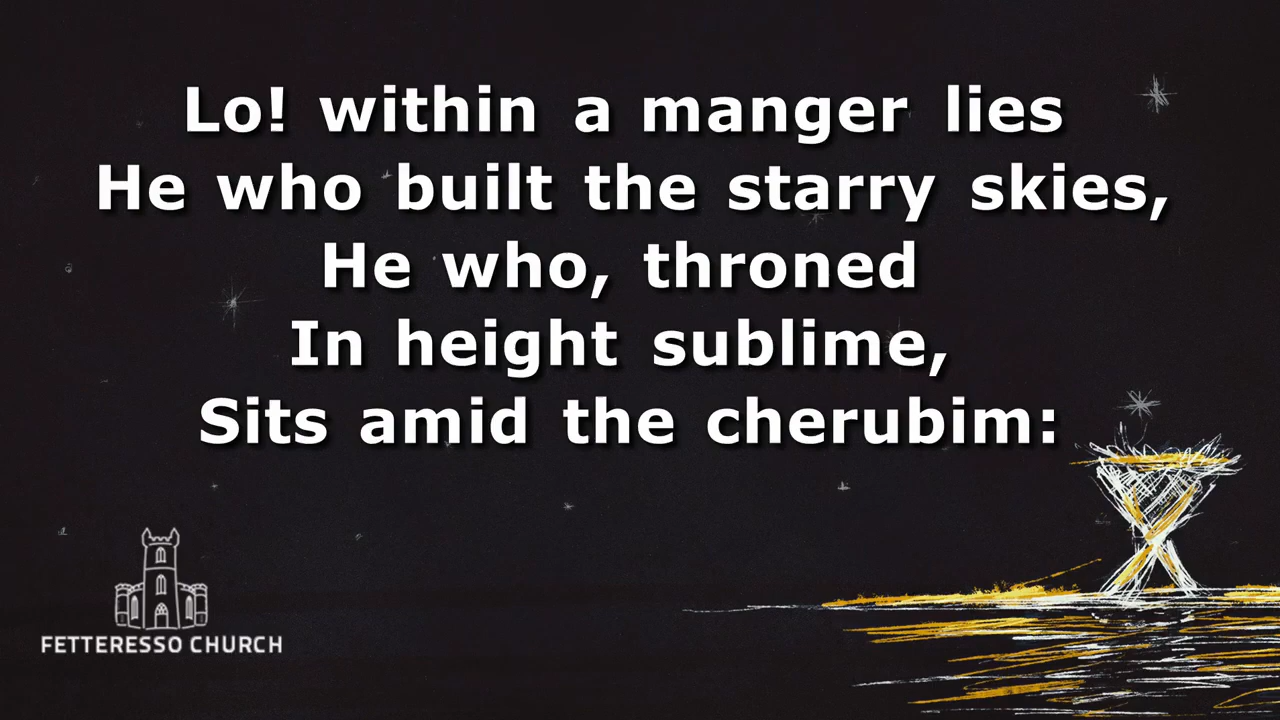 Lo! within a manger lies
He who built the starry skies,
He who, throned
In height sublime,
Sits amid the cherubim:
FETTERESSO CHURCH